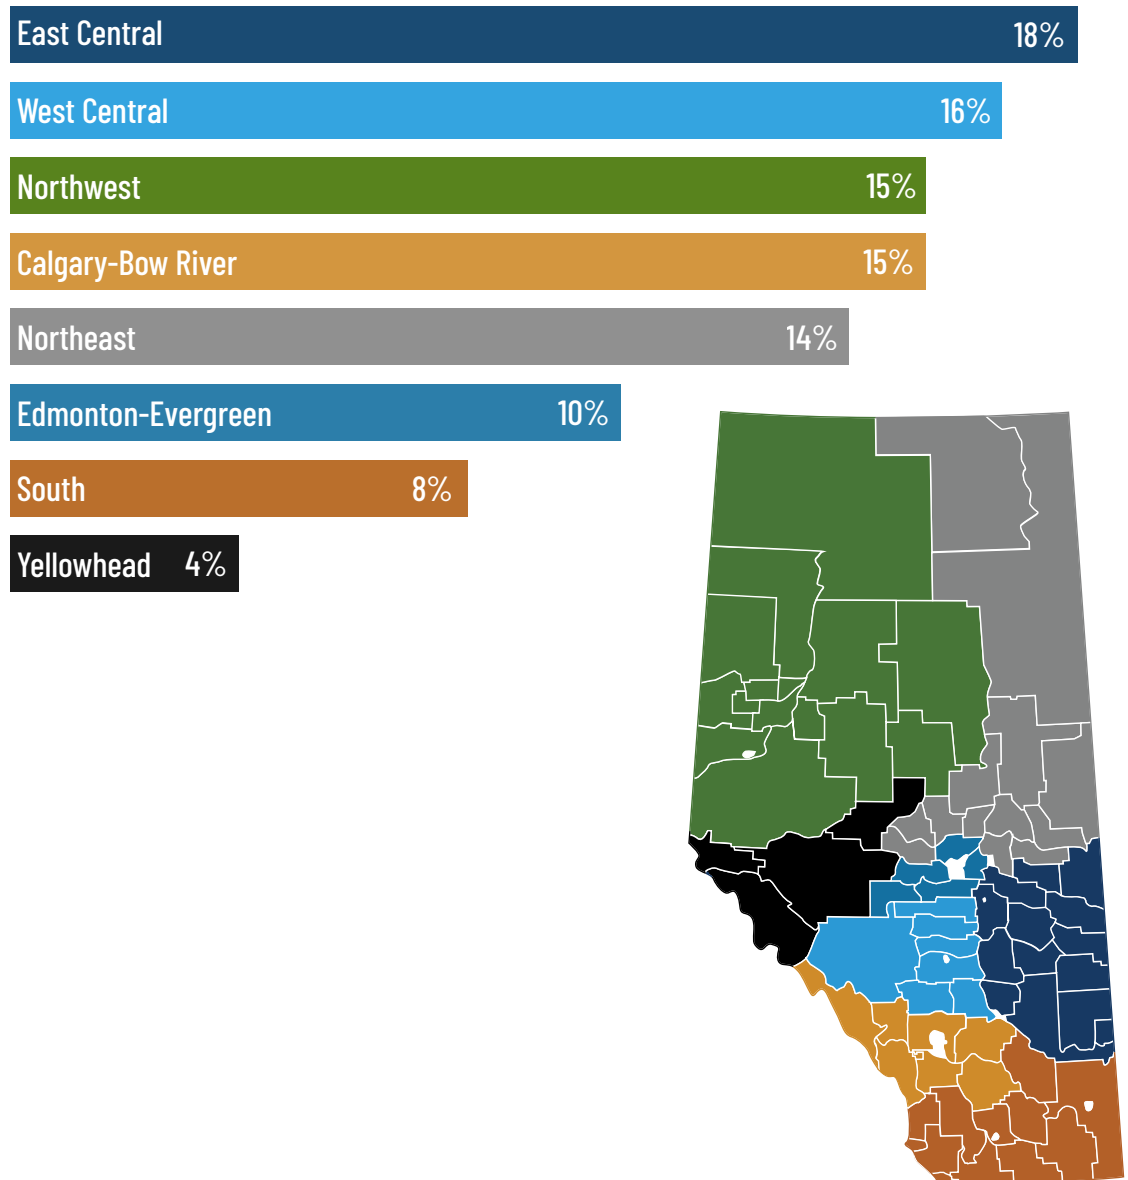 East Central 18%
West Central 16%
Northwest 15%
Calgary-Bow River 15%
Northeast 14%
Edmonton-Evergreen 10%
South 8%
Yellowhead 4%